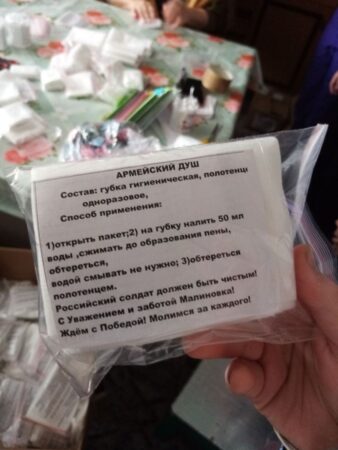 АРМЕЙСКИЙ ДУШ
Состав: губка гигиеническая, полотенц
одноразовое,
Способ применения:
1)открыть пакет;2) на губку налить 50 мл
воды ,сжимать до образования пены,
обтереться,
водой смывать не нужно; 3)обтереться
полотенцем.
Российский солдат должен быть чистым!
С Уважением и заботой Малиновка!
Ждём с Победой! Молимся за каждого!